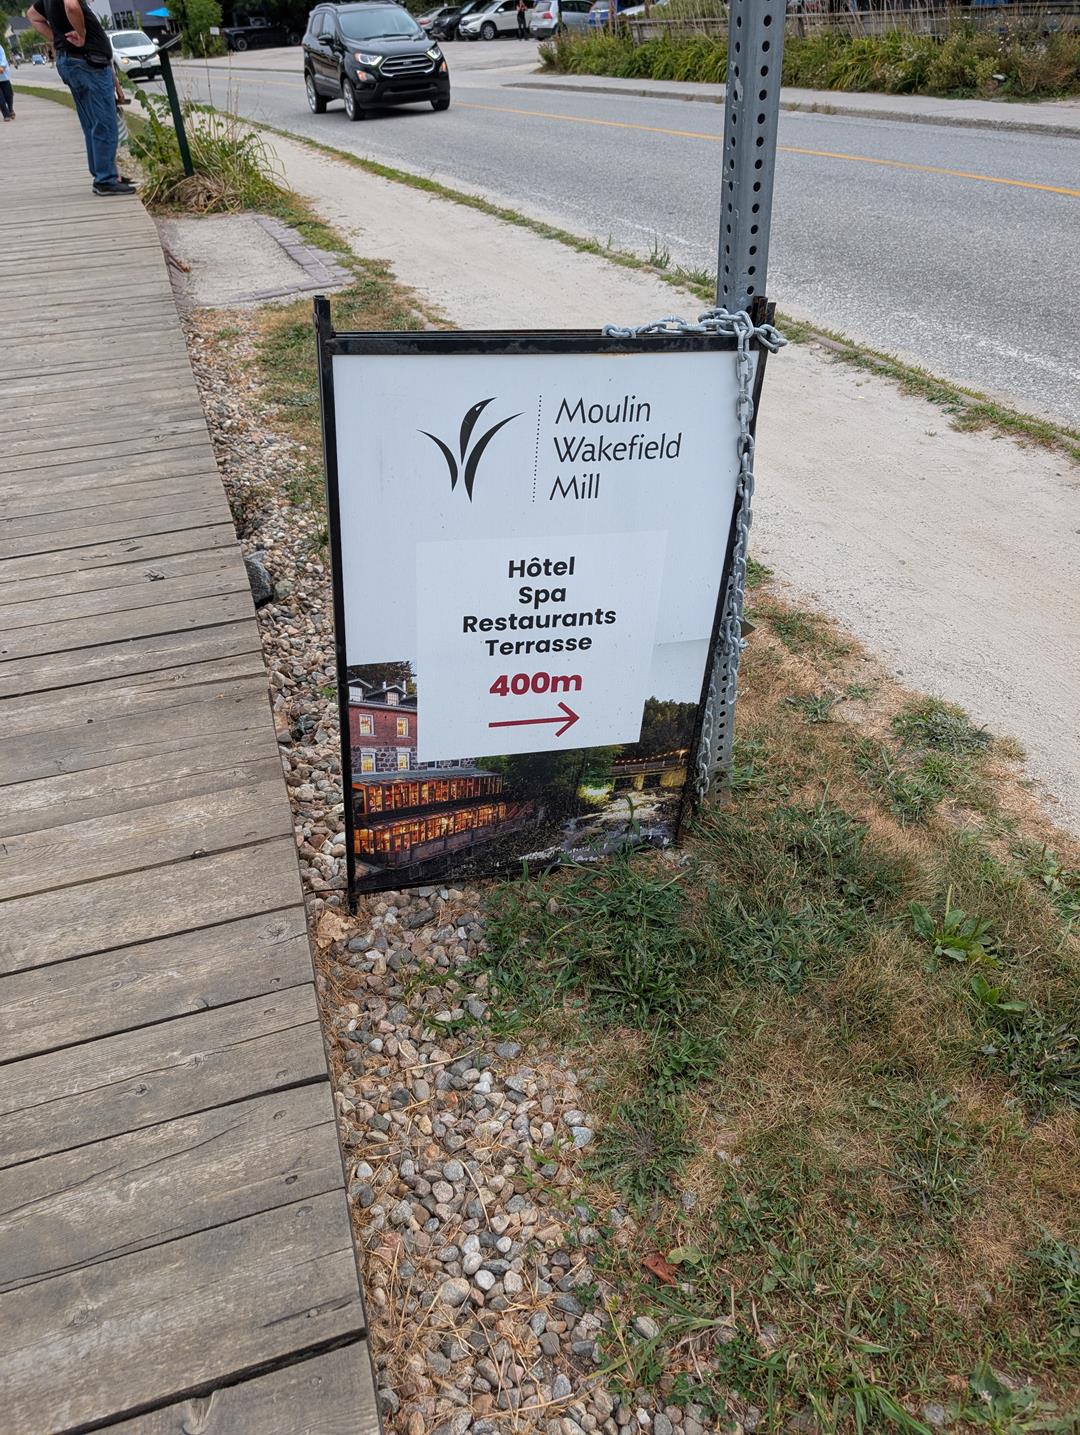 Moulin
Wakefield
Mill
Hôtel
Spa
Restaurants
Terrasse
400m